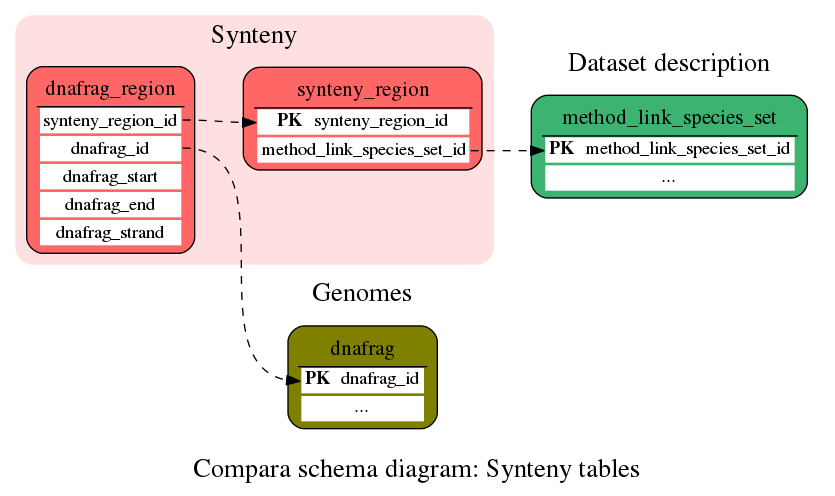 Synteny
dnafrag_region
synteny_region_id
dnafrag_id
dnafrag_start
dnafrag_end
dnafrag_strand
synteny_region
PK synteny_region_id
method_link_species_set_id
Dataset description
method_link_species_set
PK method_link_species_set_id
...
Genomes
dnafrag
PK dnafrag_id
...
Compara schema diagram: Synteny tables